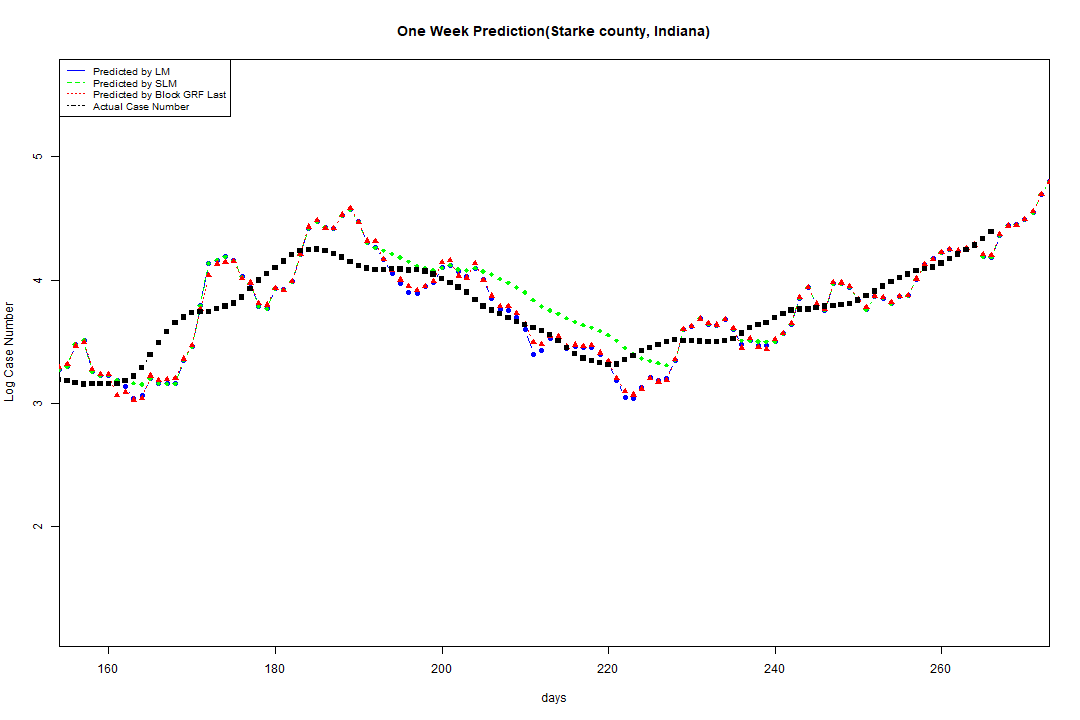 One Week Prediction(Starke county, Indiana)
Predicted by LM
Predicted by SLM
Predicted by Block GRF Last
Actual Case Number
5
4
3
2
Log Case Number
160 180 200 220 240 260
days